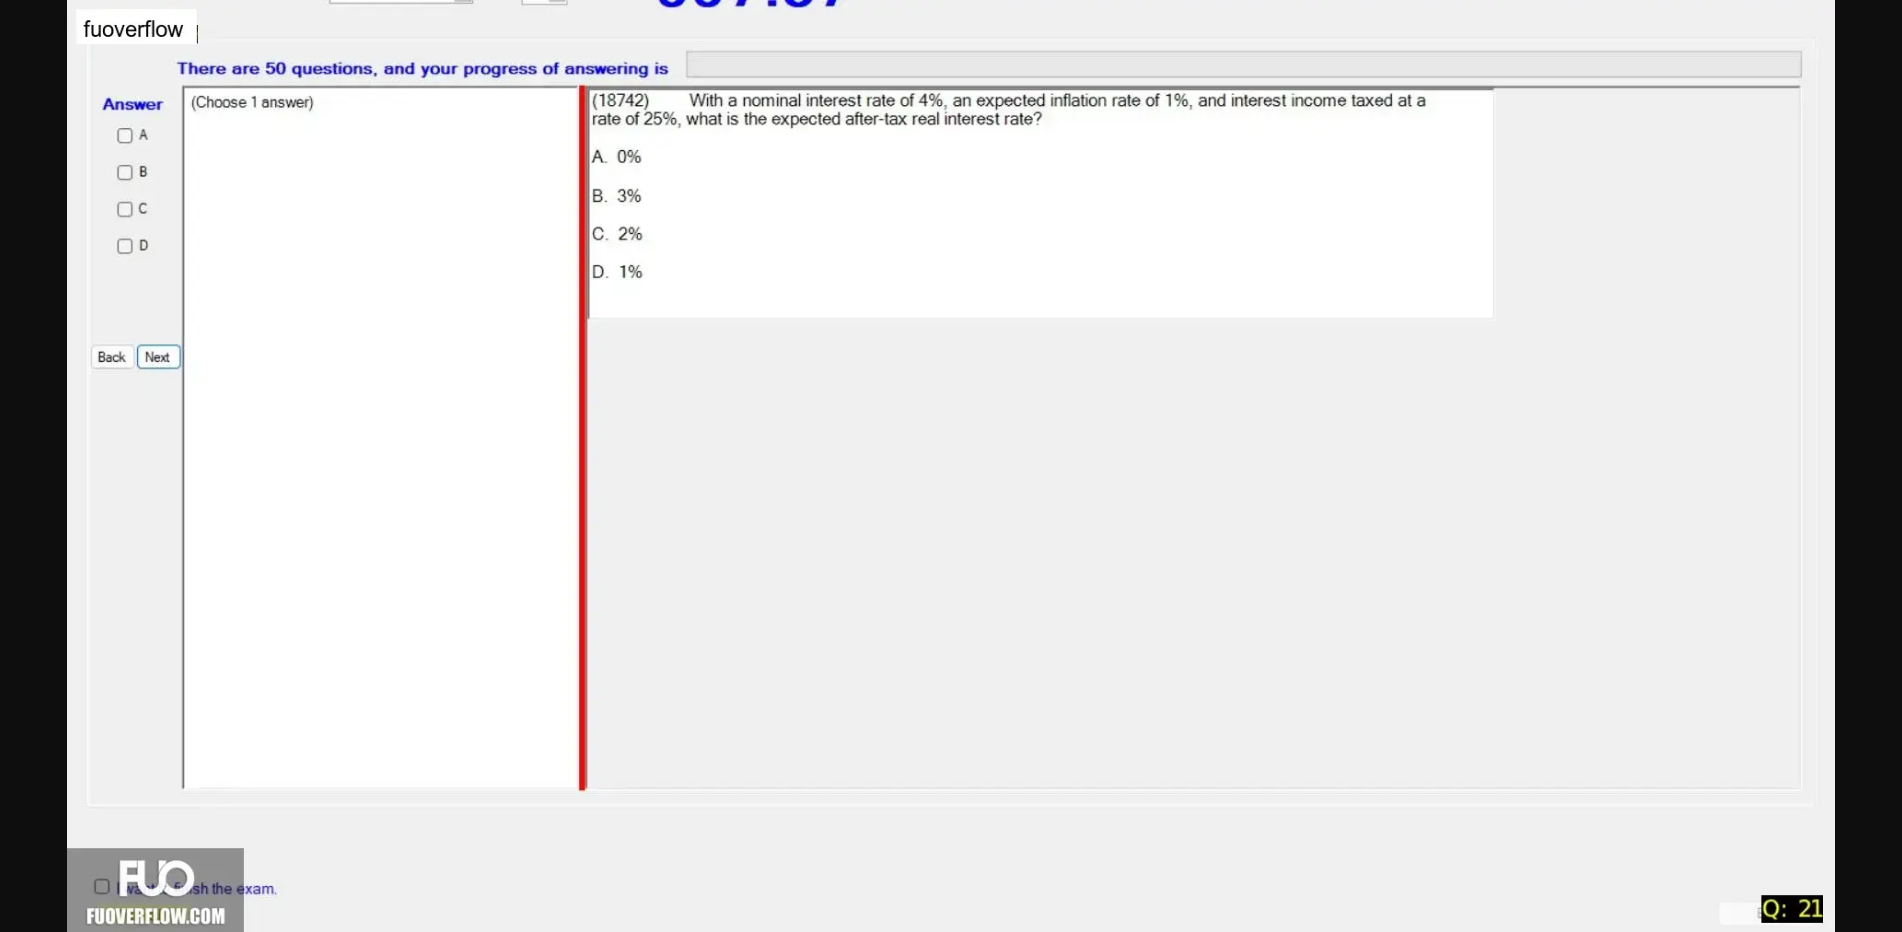 fuoverflow
There are 50 questions, and your progress of answering is
Answer
(Choose 1 answer)
A
B
C
D
Back
Next
(18742) With a nominal interest rate of 4%, an expected inflation rate of 1%, and interest income taxed at a
rate of 25%, what is the expected after-tax real interest rate?
A. 0%
B. 3%
C. 2%
D. 1%
FUO
sh the exam.
FUOVERFLOW.COM
Q: 21